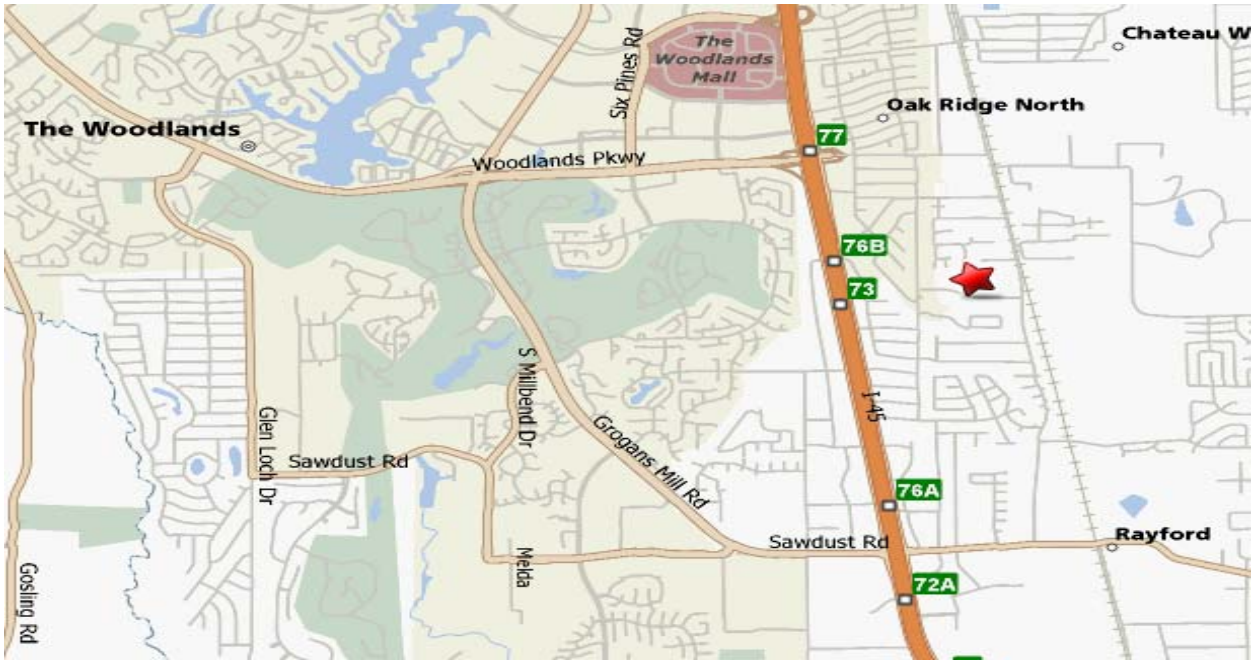 Chateau W
The
Woodlands
Mall
Six Pines Rd
Oak Ridge North
The Woodlands
77
Woodlands Pkwy
76B
73
S Millbend Dr
I-45
Glen Loch Dr
Grogans Mill Rd
Sawdust Rd
76A
Rayford
Sawdust Rd
Melda
Gosling Rd
72A